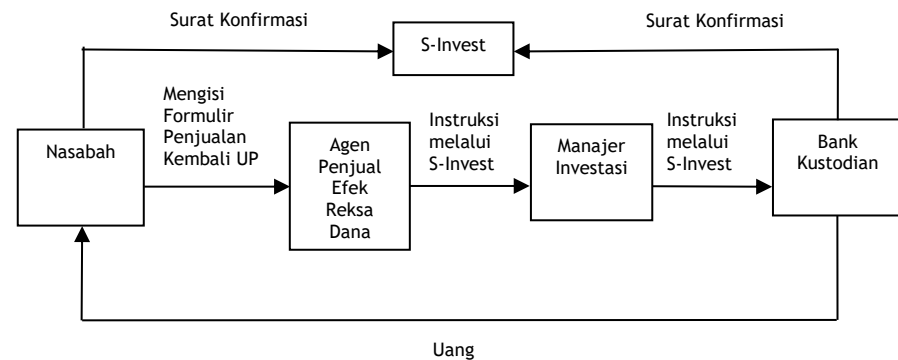 Surat Konfirmasi
Surat Konfirmasi
S-Invest
Mengisi
Formulir
Penjualan
Kembali UP
Instruksi
melalui
S-Invest
Instruksi
melalui
S-Invest
Nasabah
Agen
Penjual
Efek
Reksa
Dana
Manajer
Investasi
Bank
Kustodian
Uang